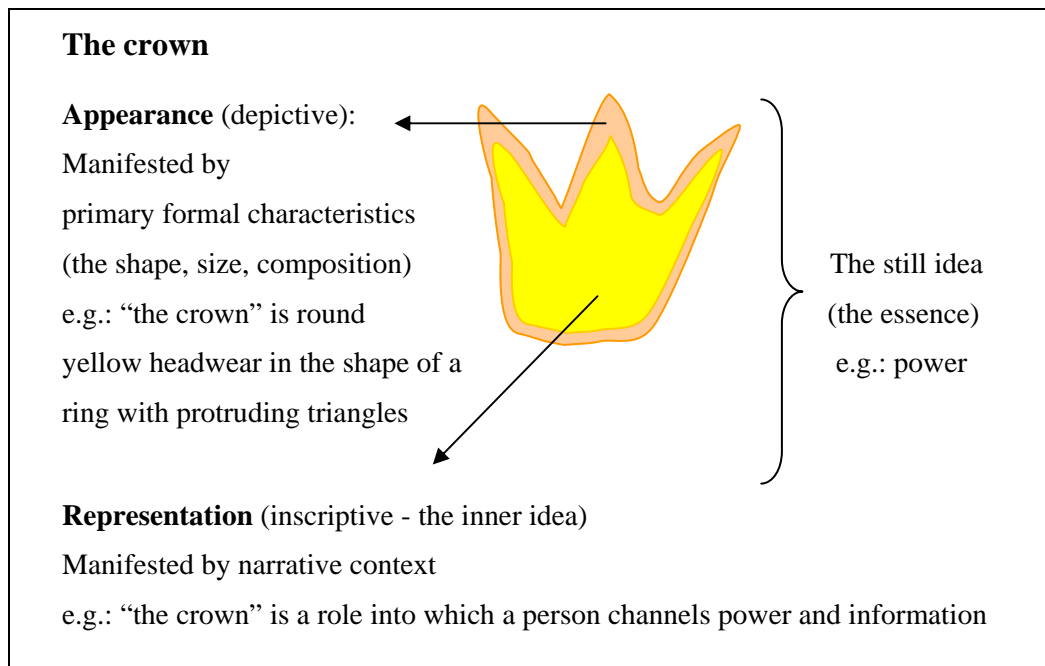 The crown
Appearance (depictive):
Manifested by
primary formal characteristics
(the shape, size, composition)
e.g.: “the crown” is round
yellow headwear in the shape of a
ring with protruding triangles
The still idea
(the essence)
e.g.: power
Representation (inscriptive - the inner idea)
Manifested by narrative context
e.g.: “the crown” is a role into which a person channels power and information